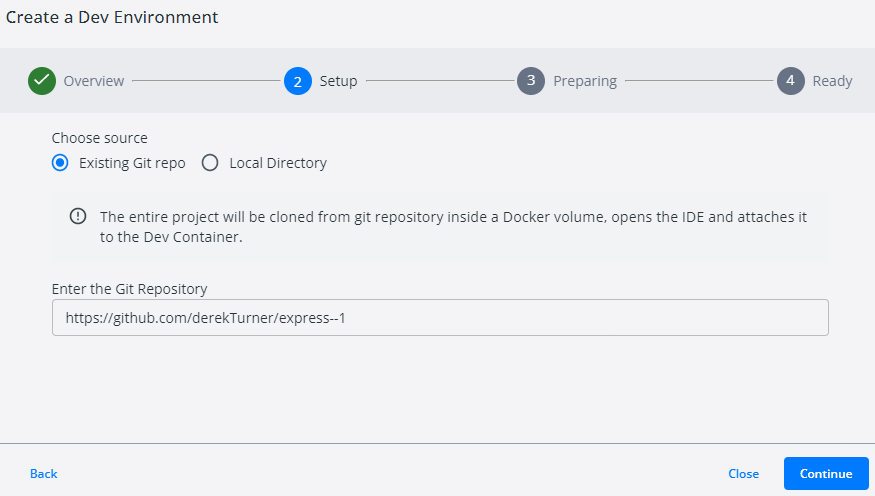 Create a Dev Environment
Overview
2 Setup
3 Preparing
4 Ready
Choose source
Existing Git repo
Local Directory
The entire project will be cloned from git repository inside a Docker volume, opens the IDE and attaches it
to the Dev Container.
Enter the Git Repository
https://github.com/derekTurner/express--1
Back
Close
Continue